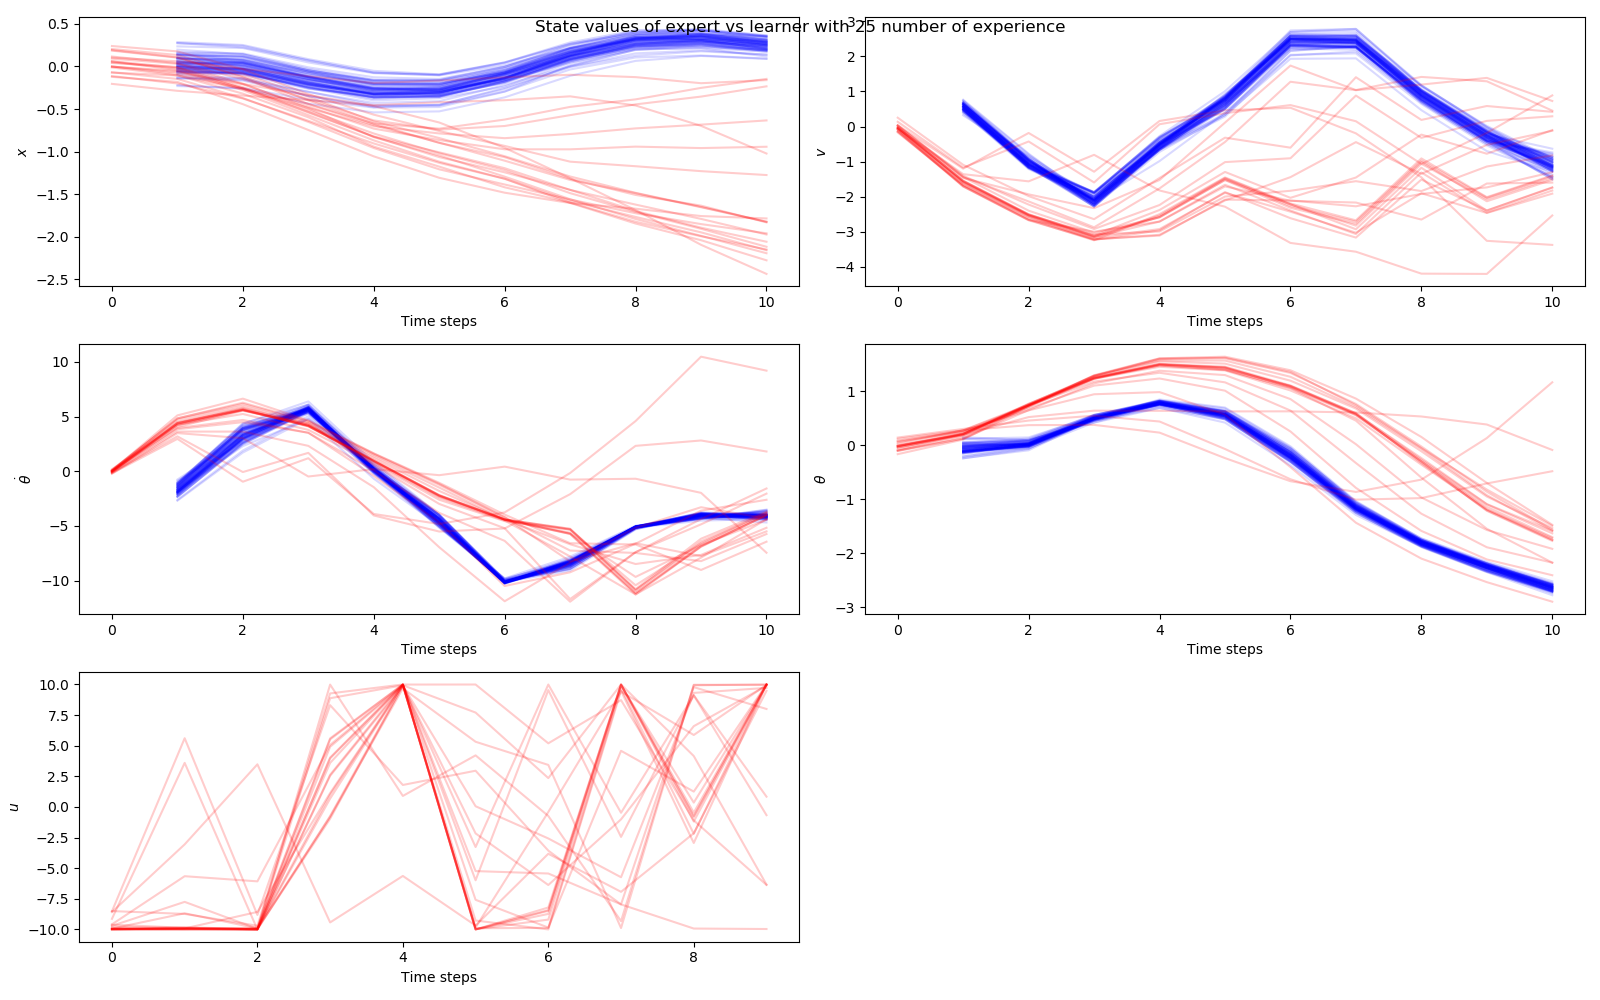 State values of expert vs learner with 25 number of experience
0.5
0.0
−0.5
−1.0
−1.5
−2.0
−2.5
x
0 2 4 6 8 10
Time steps
3
2
1
0
−1
−2
−3
−4
v
0 2 4 6 8 10
Time steps
10
5
0
−5
−10
θ̇
0 2 4 6 8 10
Time steps
1
0
−1
−2
−3
θ
0 2 4 6 8 10
Time steps
10.0
7.5
5.0
2.5
0.0
−2.5
−5.0
−7.5
−10.0
u
0 2 4 6 8
Time steps